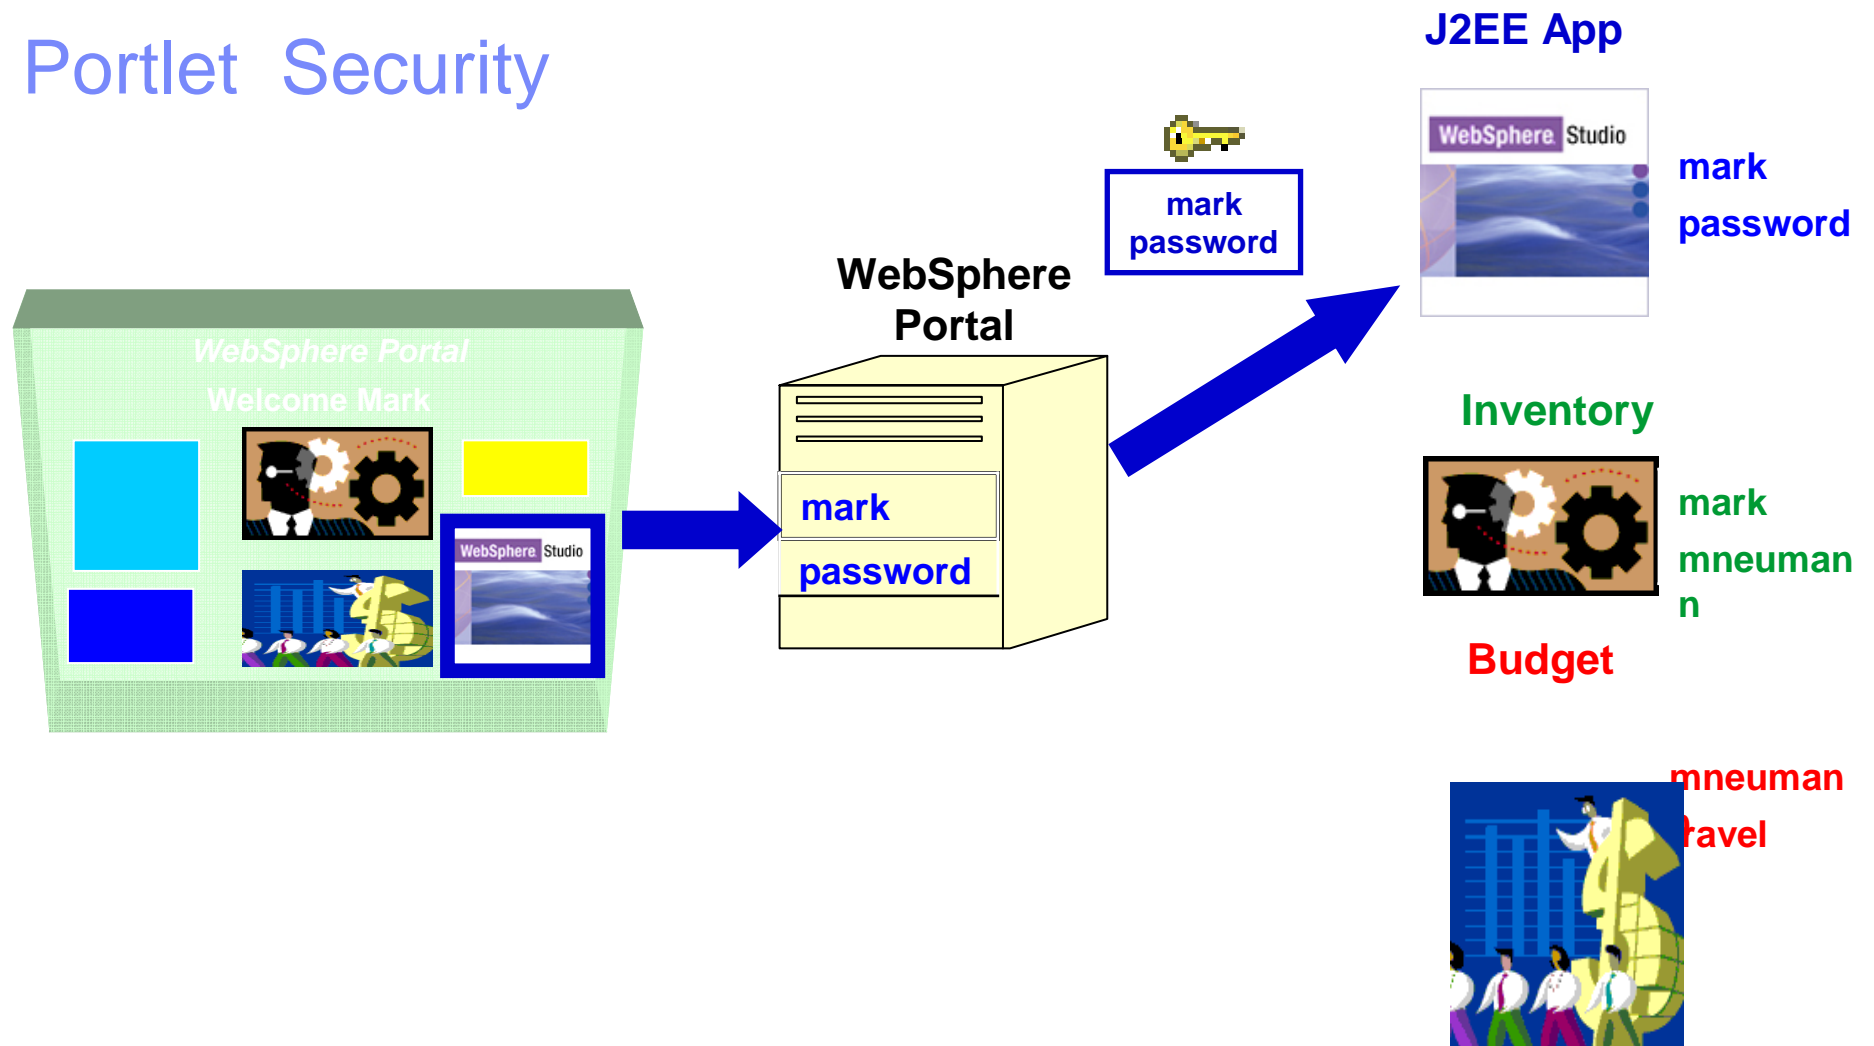 Portlet Security
J2EE App
WebSphere Studio
mark
password
mark
password
WebSphere
Portal
WebSphere Portal
Welcome Mark
WebSphere Studio
mark
password
Inventory
mark
mneuman
n
Budget
mneuman
ravel